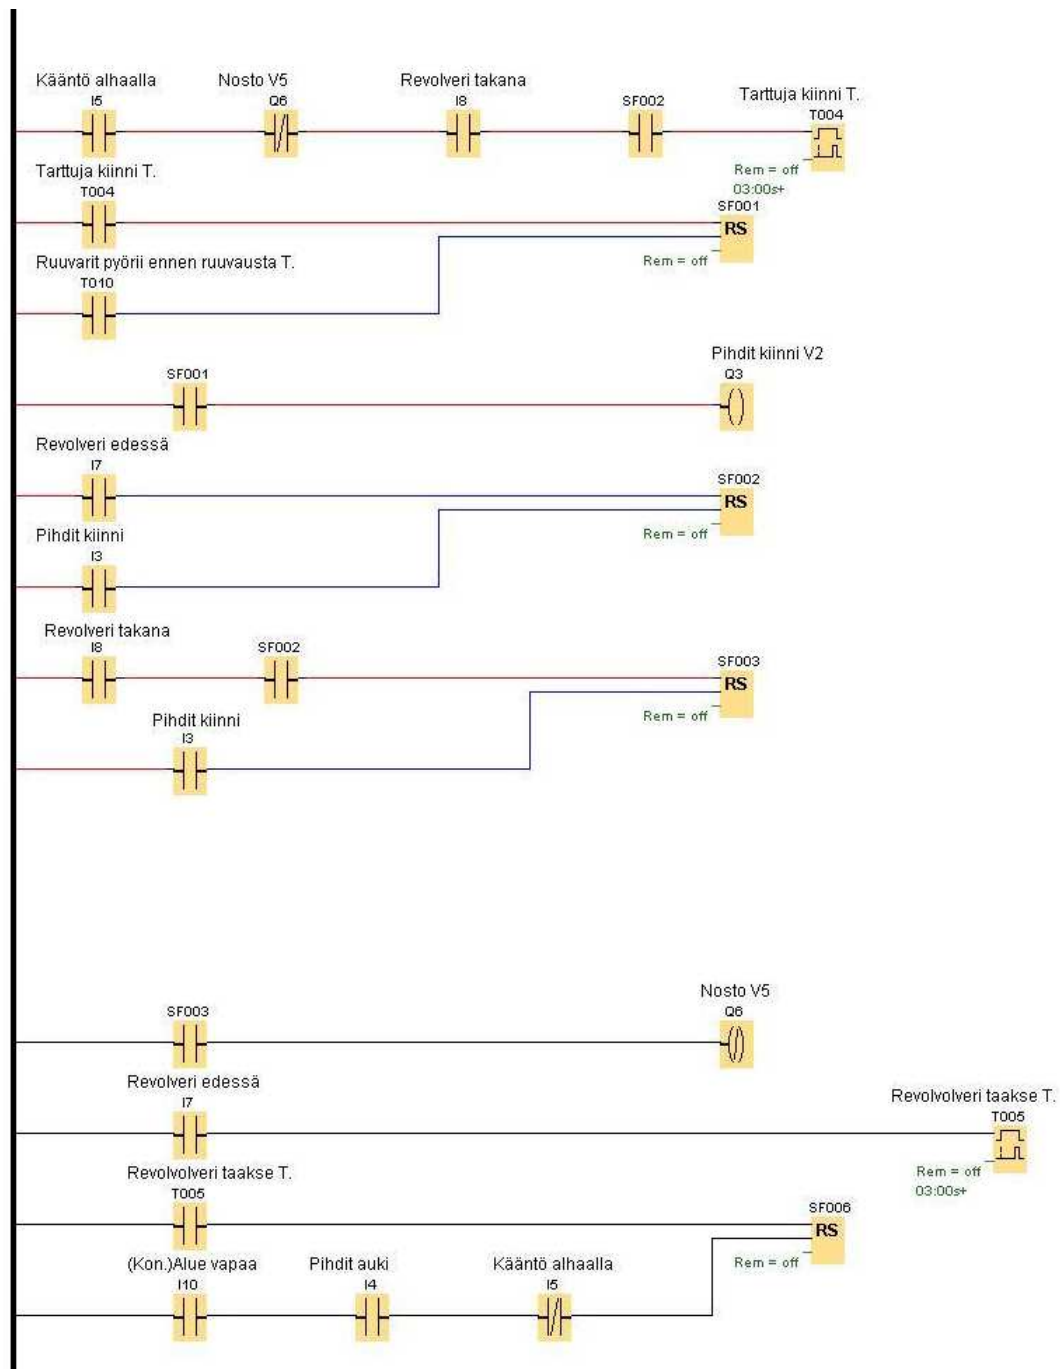 Kääntö alhaalla Nosto V5 Revolveri takana
I5 Q6 I8 SF002 Tarttuja kiinni T.
T004
Rem = off
03:00s+
Tarttuja kiinni T.
T004 SF001
RS
Rem = off
Ruuvarit pyörii ennen ruuvausta T.
T010
Pihdit kiinni V2
SF001 Q3
Revolveri edessä
I7 SF002
RS
Rem = off
Pihdit kiinni
I3
Revolveri takana
I8 SF002 SF003
RS
Rem = off
Pihdit kiinni
I3
Nosto V5
SF003 Q6
Revolveri edessä
I7 Revolvolveri taakse T.
T005
Rem = off
03:00s+
Revolvolveri taakse T.
T005 SF006
RS
Rem = off
(Kon.)Alue vapaa Pihdit auki Kääntö alhaalla
I10 I4 I5